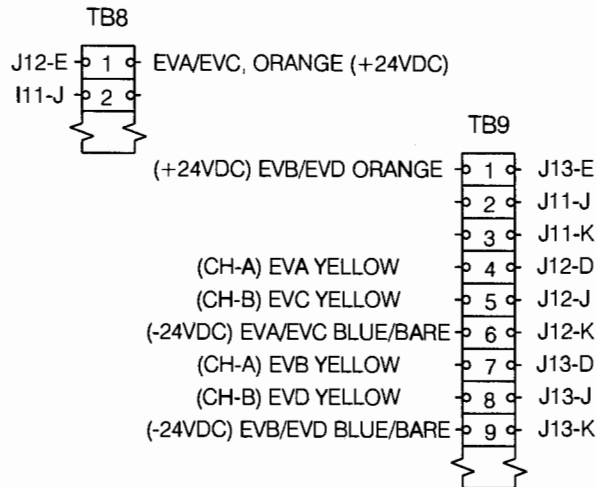 TB8
J12-E 1 EVA/EVC, ORANGE (+24VDC)
I11-J 2
TB9
(+24VDC) EVB/EVD ORANGE 1 J13-E
2 J11-J
3 J11-K
(CH-A) EVA YELLOW 4 J12-D
(CH-B) EVC YELLOW 5 J12-J
(-24VDC) EVA/EVC BLUE/BARE 6 J12-K
(CH-A) EVB YELLOW 7 J13-D
(CH-B) EVD YELLOW 8 J13-J
(-24VDC) EVB/EVD BLUE/BARE 9 J13-K